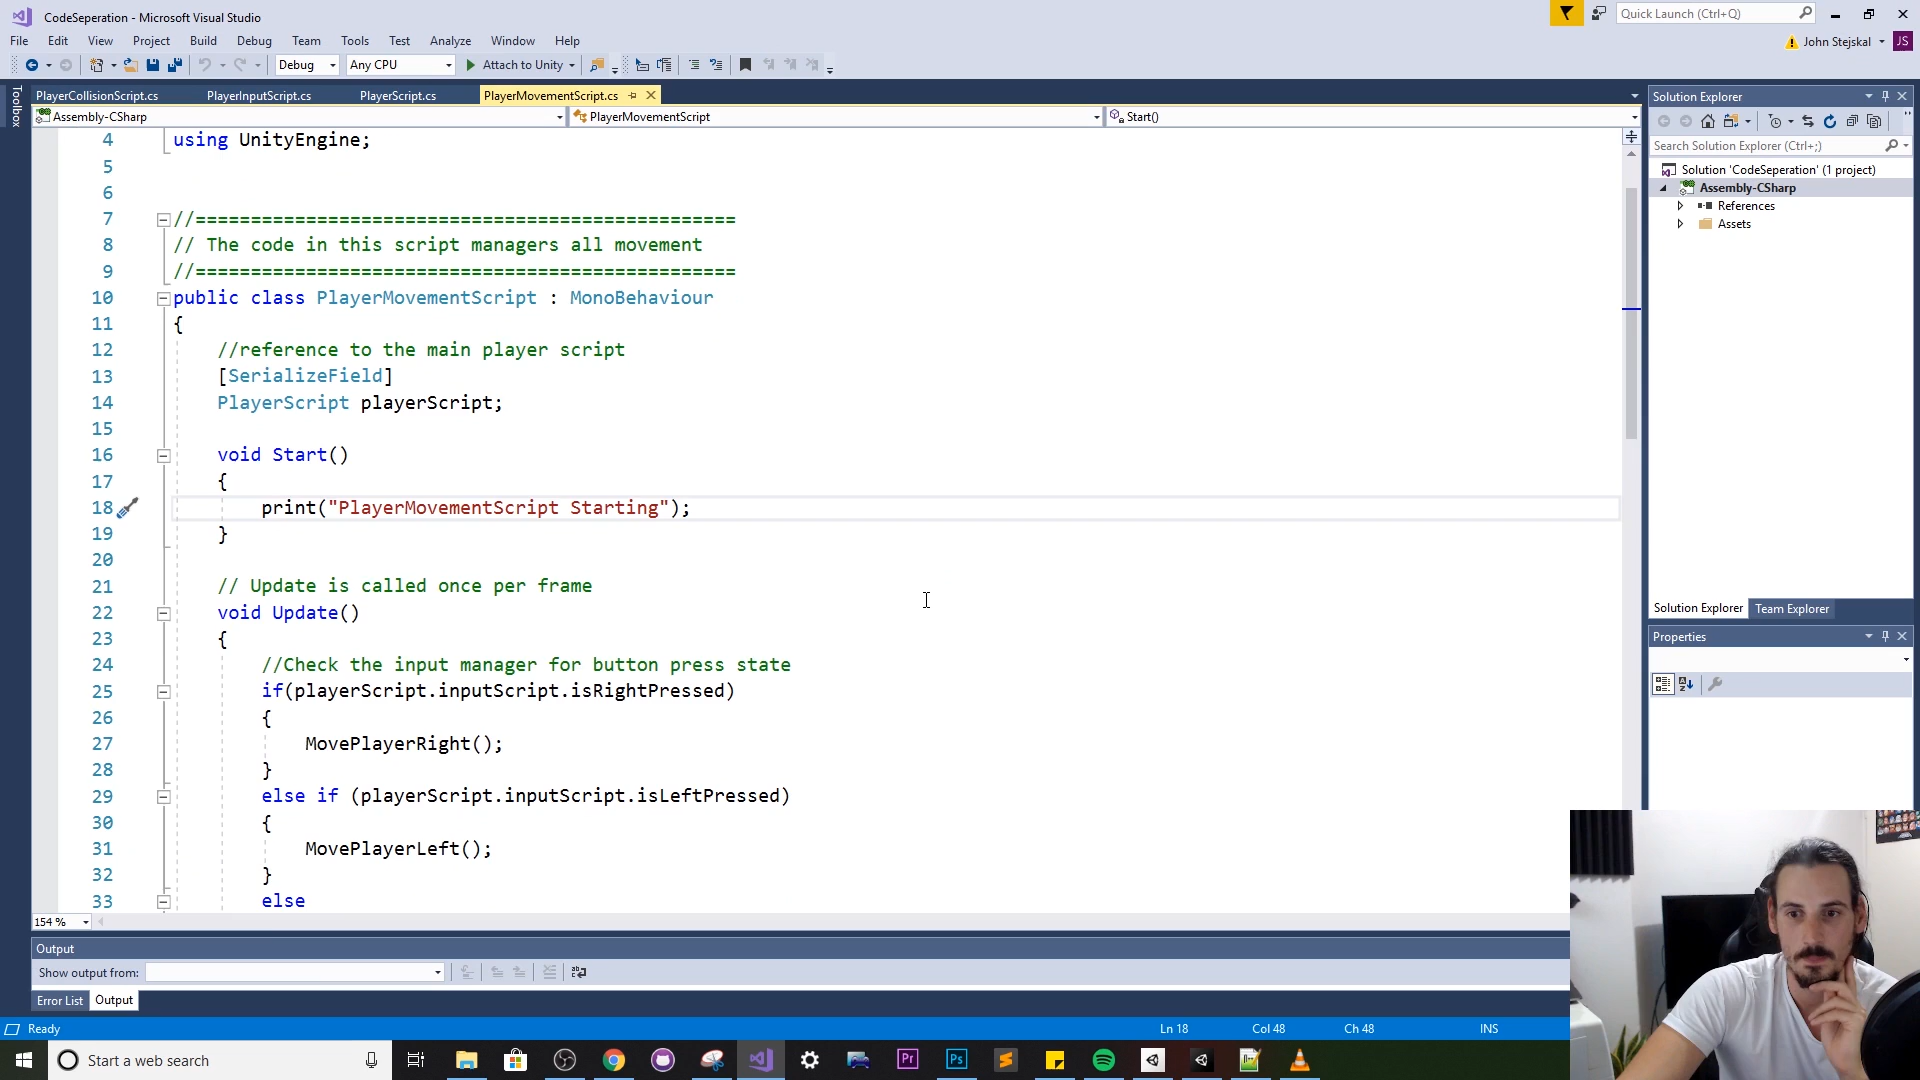 CodeSeperation - Microsoft Visual Studio
Quick Launch (Ctrl+Q)
File Edit View Project Build Debug Team Tools Test Analyze Window Help
John Stejskal JS
Debug Any CPU Attach to Unity
Toolbox
PlayerCollisionScript.cs PlayerInputScript.cs PlayerScript.cs PlayerMovementScript.cs
Assembly-CSharp PlayerMovementScript Start()
4 using UnityEngine;
5
6
7 //=================================================
8 // The code in this script managers all movement
9 //=================================================
10 public class PlayerMovementScript : MonoBehaviour
11 {
12 //reference to the main player script
13 [SerializeField]
14 PlayerScript playerScript;
15
16 void Start()
17 {
18 print("PlayerMovementScript Starting");
19 }
20
21 // Update is called once per frame
22 void Update()
23 {
24 //Check the input manager for button press state
25 if(playerScript.inputScript.isRightPressed)
26 {
27 MovePlayerRight();
28 }
29 else if (playerScript.inputScript.isLeftPressed)
30 {
31 MovePlayerLeft();
32 }
33 else
154 %
Solution Explorer
Search Solution Explorer (Ctrl+;)
Solution 'CodeSeperation' (1 project)
Assembly-CSharp
References
Assets
Solution Explorer Team Explorer
Properties
Output
Show output from:
Error List Output
Ready Ln 18 Col 48 Ch 48 INS
Start a web search
Pr Ps